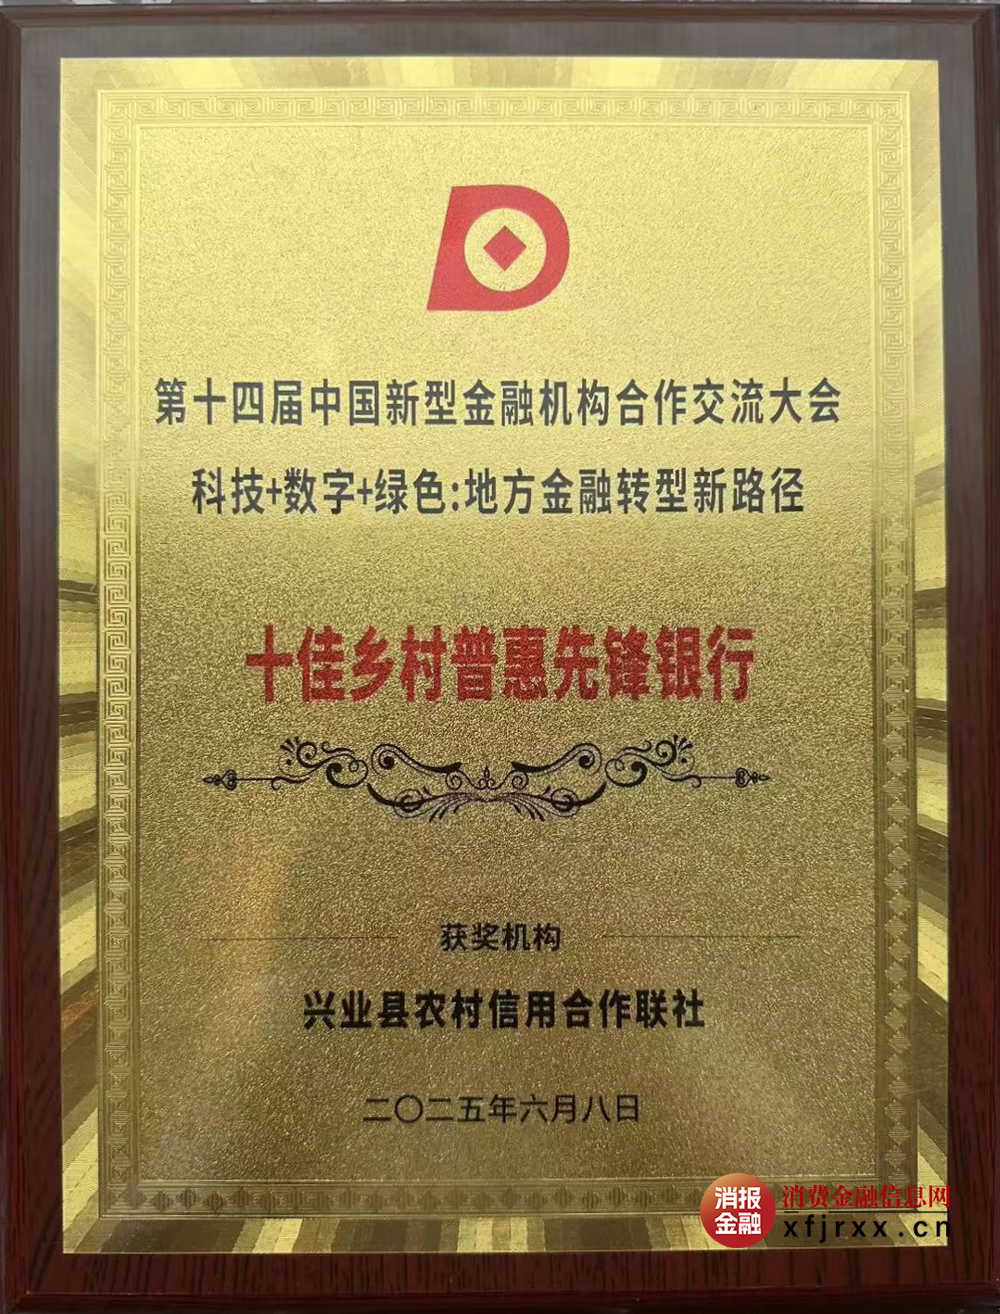 第十四届中国新型金融机构合作交流大会
科技+数字+绿色:地方金融转型新路径
十佳乡村普惠先锋银行
获奖机构
兴业县农村信用合作联社
二〇二五年六月八日
消报
金融
消费金融信息网
xfjrxx.cn